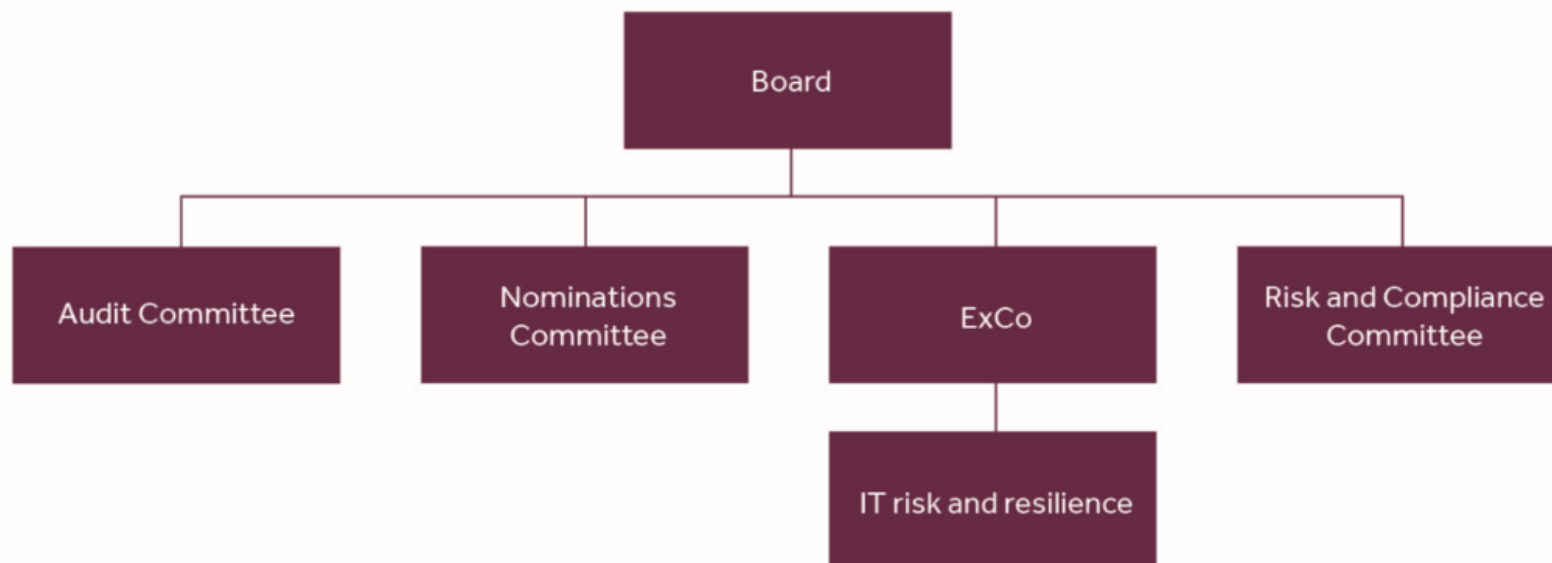 Board
Audit Committee
Nominations
Committee
ExCo
Risk and Compliance
Committee
IT risk and resilience